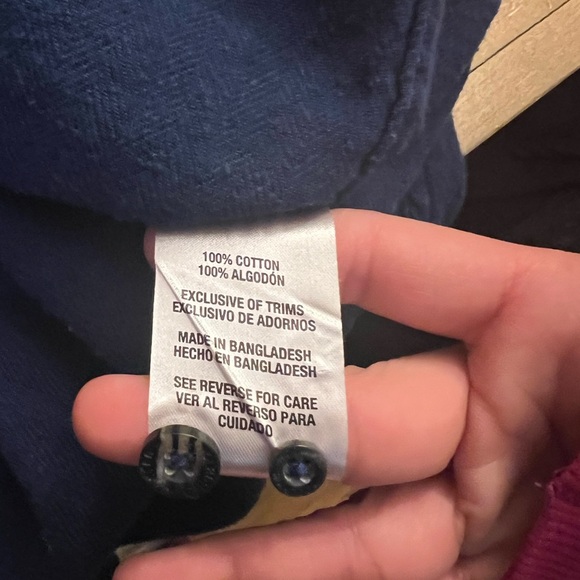 100% COTTON
100% ALGODÓN
EXCLUSIVE OF TRIMS
EXCLUSIVO DE ADORNOS
MADE IN BANGLADESH
HECHO EN BANGLADESH
SEE REVERSE FOR CARE
VER AL REVERSO PARA
CUIDADO